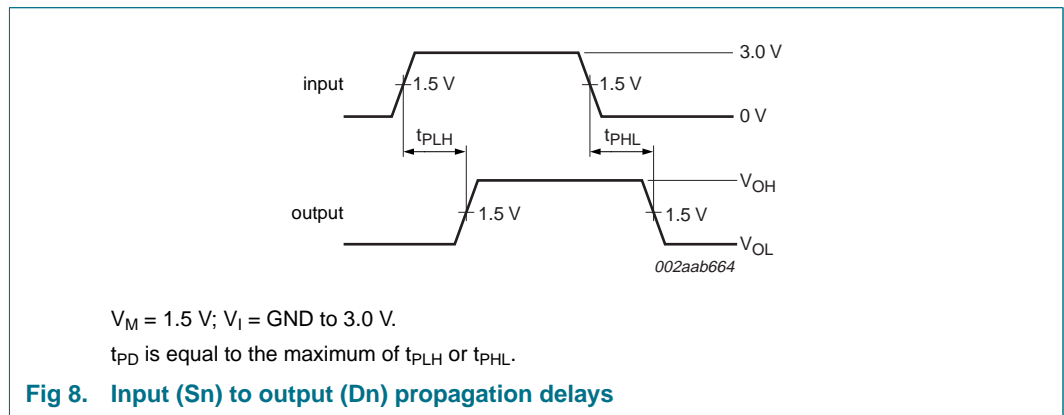 3.0 V
input
1.5 V
1.5 V
0 V
tPLH
tPHL
VOH
output
1.5 V
1.5 V
VOL
002aab664
VM = 1.5 V; VI = GND to 3.0 V.
tPD is equal to the maximum of tPLH or tPHL.
Fig 8. Input (Sn) to output (Dn) propagation delays